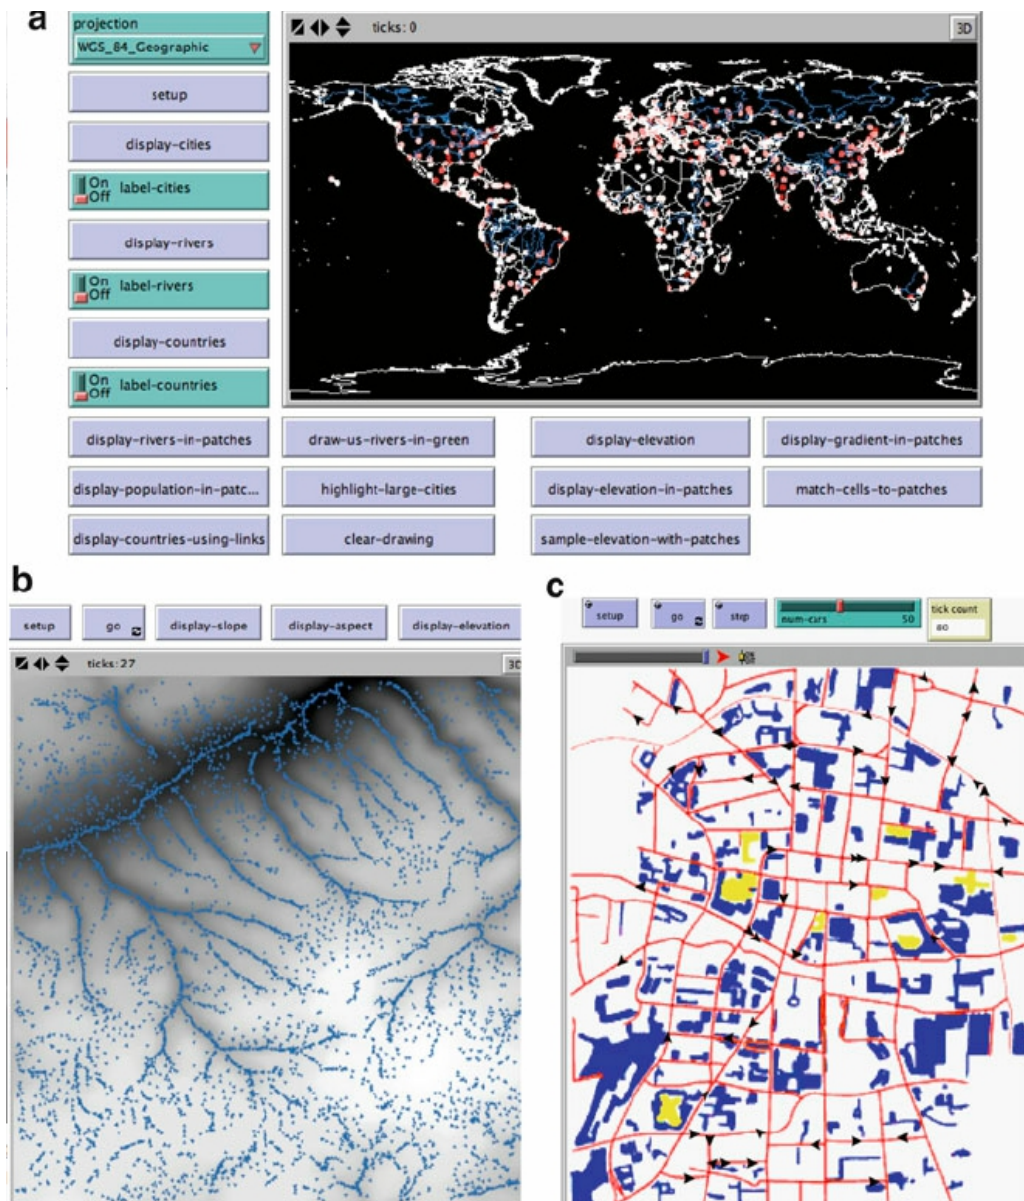 a
projection
WGS_84_Geographic
ticks: 0
3D
setup
display-cities
On
Off
label-cities
display-rivers
On
Off
label-rivers
display-countries
On
Off
label-countries
display-rivers-in-patches
draw-us-rivers-in-green
display-elevation
display-gradient-in-patches
display-population-in-patc...
highlight-large-cities
display-elevation-in-patches
match-cells-to-patches
display-countries-using-links
clear-drawing
sample-elevation-with-patches
b
setup
go
display-slope
display-aspect
display-elevation
ticks: 27
3D
c
setup
go
step
num-cars
50
tick count
80